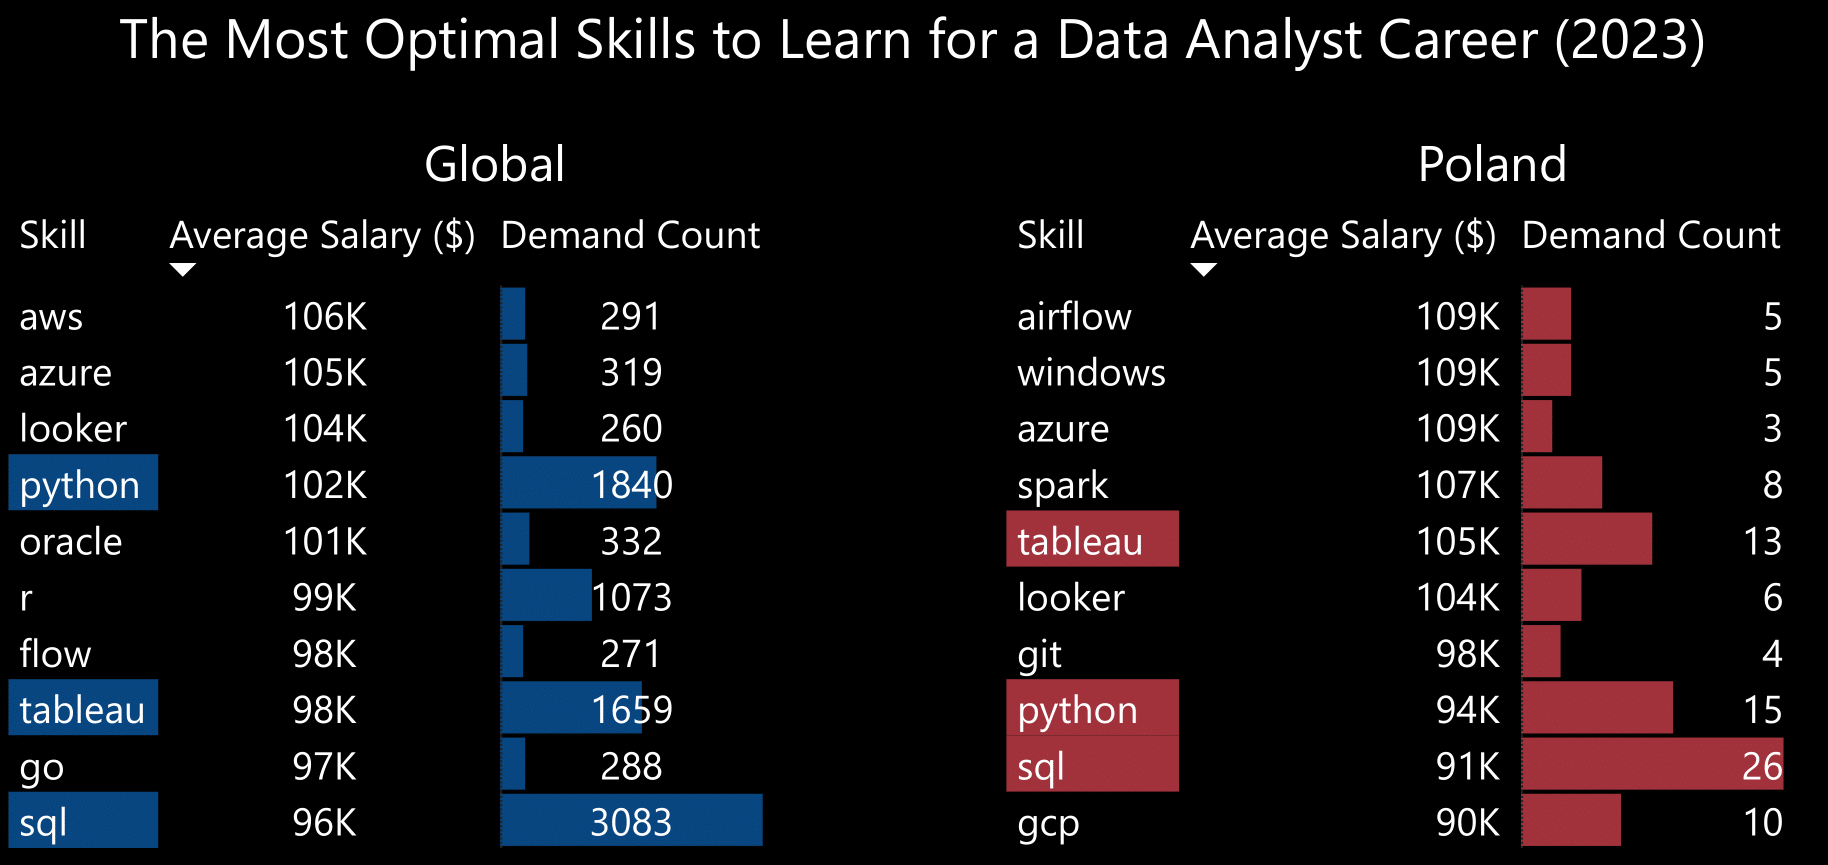 The Most Optimal Skills to Learn for a Data Analyst Career (2023)
Global
Skill Average Salary ($) Demand Count
aws 106K 291
azure 105K 319
looker 104K 260
python 102K 1840
oracle 101K 332
r 99K 1073
flow 98K 271
tableau 98K 1659
go 97K 288
sql 96K 3083
Poland
Skill Average Salary ($) Demand Count
airflow 109K 5
windows 109K 5
azure 109K 3
spark 107K 8
tableau 105K 13
looker 104K 6
git 98K 4
python 94K 15
sql 91K 26
gcp 90K 10